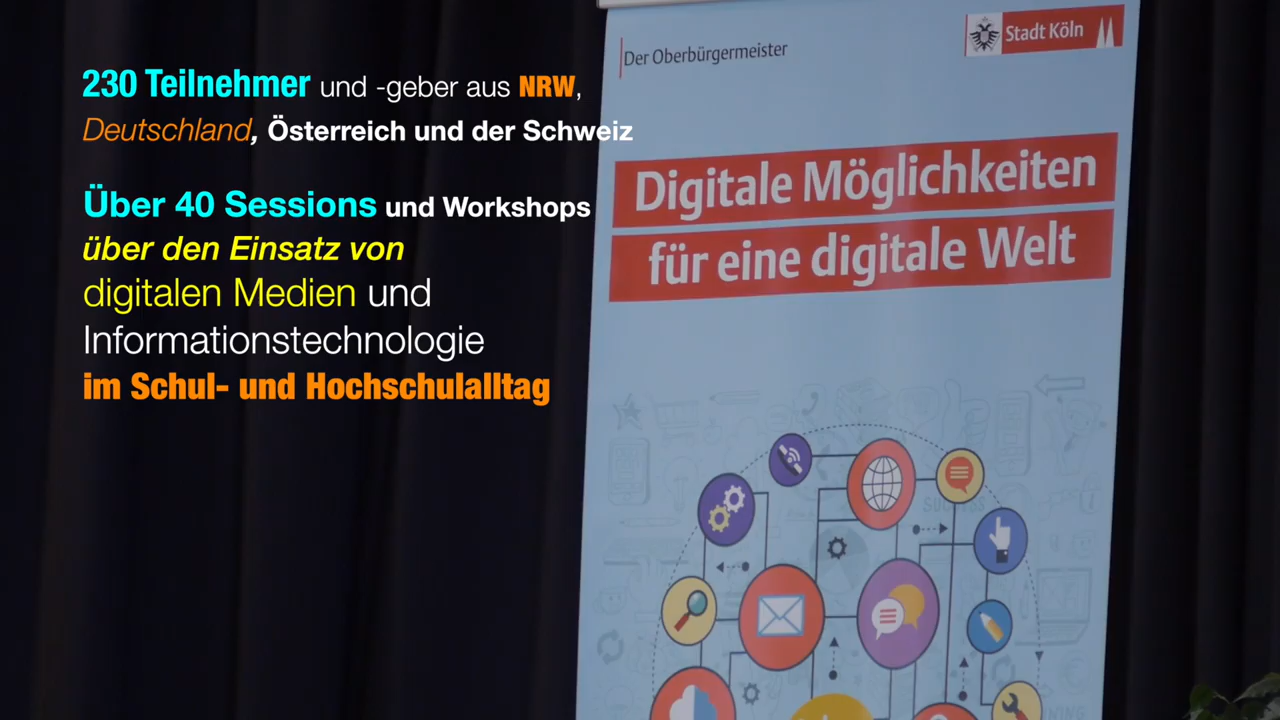 230 Teilnehmer und -geber aus NRW,
Deutschland, Österreich und der Schweiz
Über 40 Sessions und Workshops
über den Einsatz von
digitalen Medien und
Informationstechnologie
im Schul- und Hochschulalltag
Der Oberbürgermeister
Stadt Köln
Digitale Möglichkeiten
für eine digitale Welt
SUCCESS